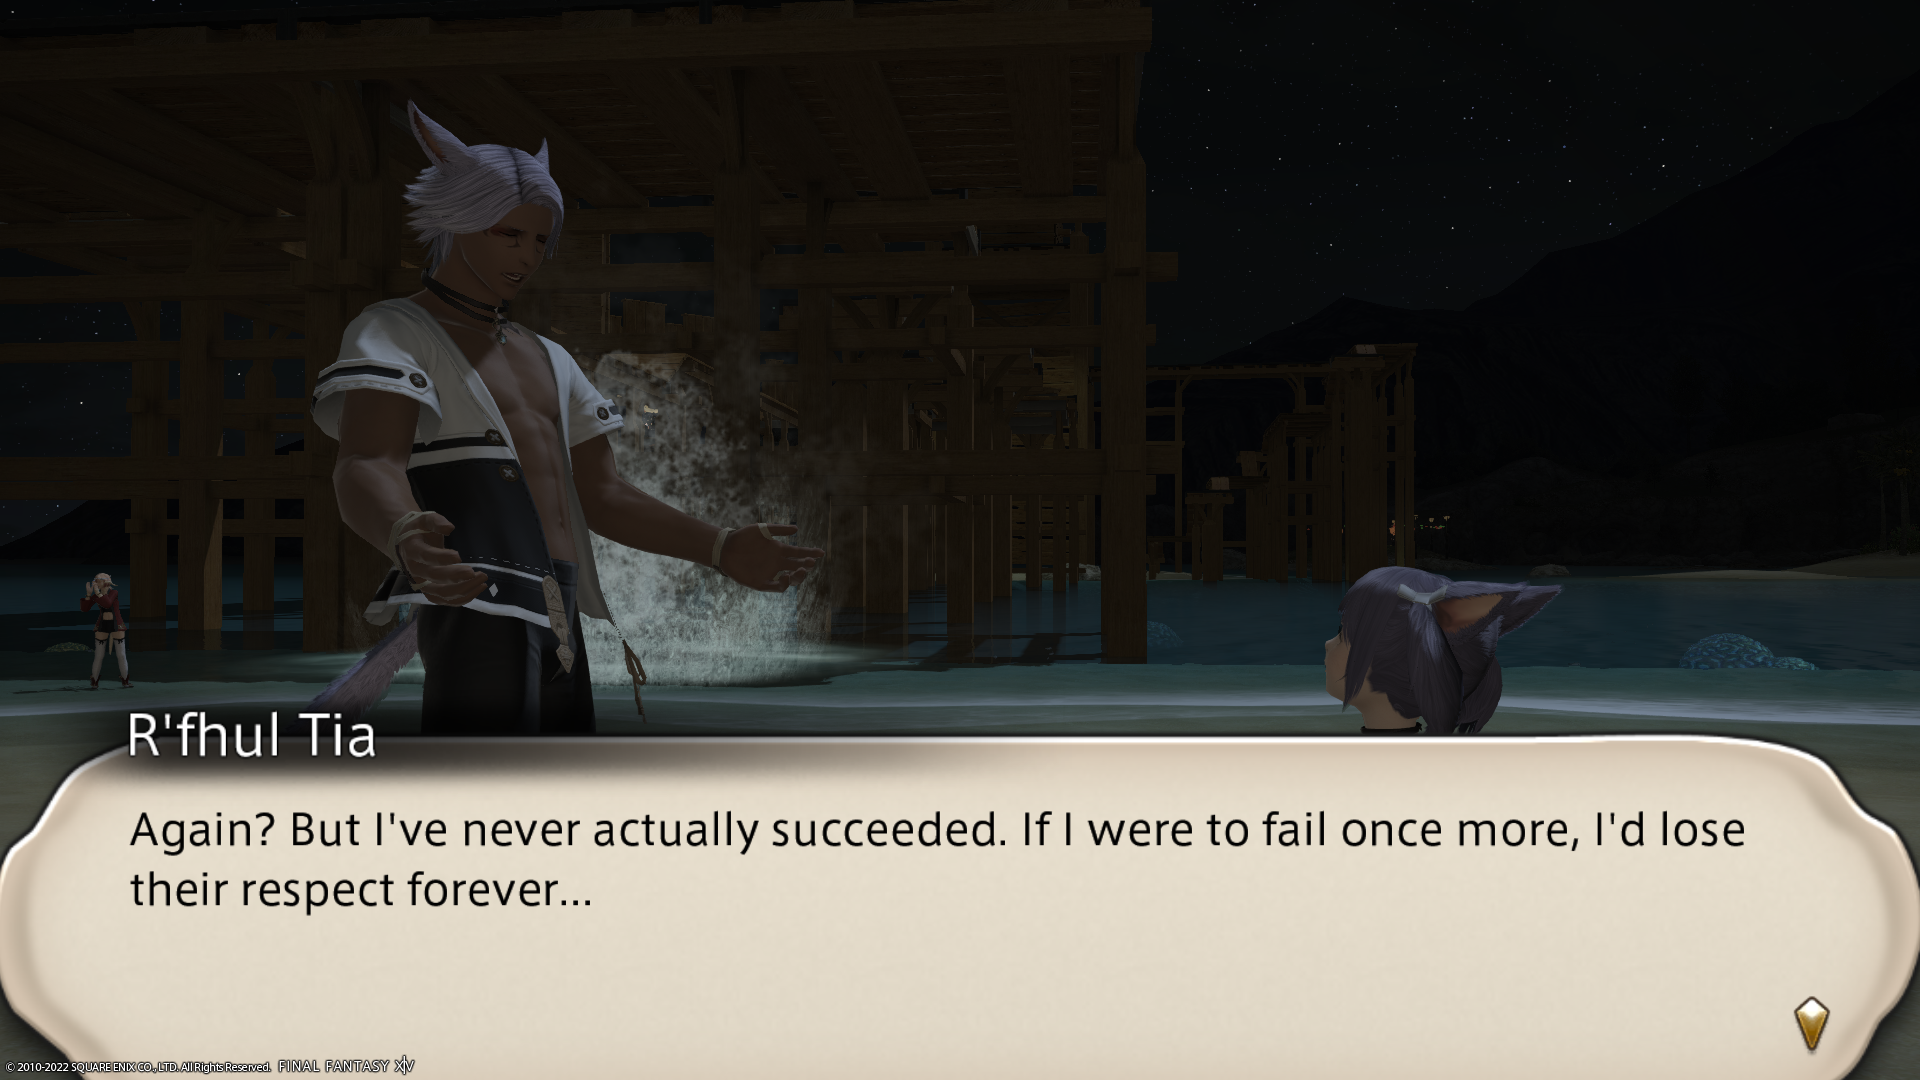 R'fhul Tia
Again? But I've never actually succeeded. If I were to fail once more, I'd lose
their respect forever...
© 2010-2022 SQUARE ENIX CO., LTD. All Rights Reserved. FINAL FANTASY XIV